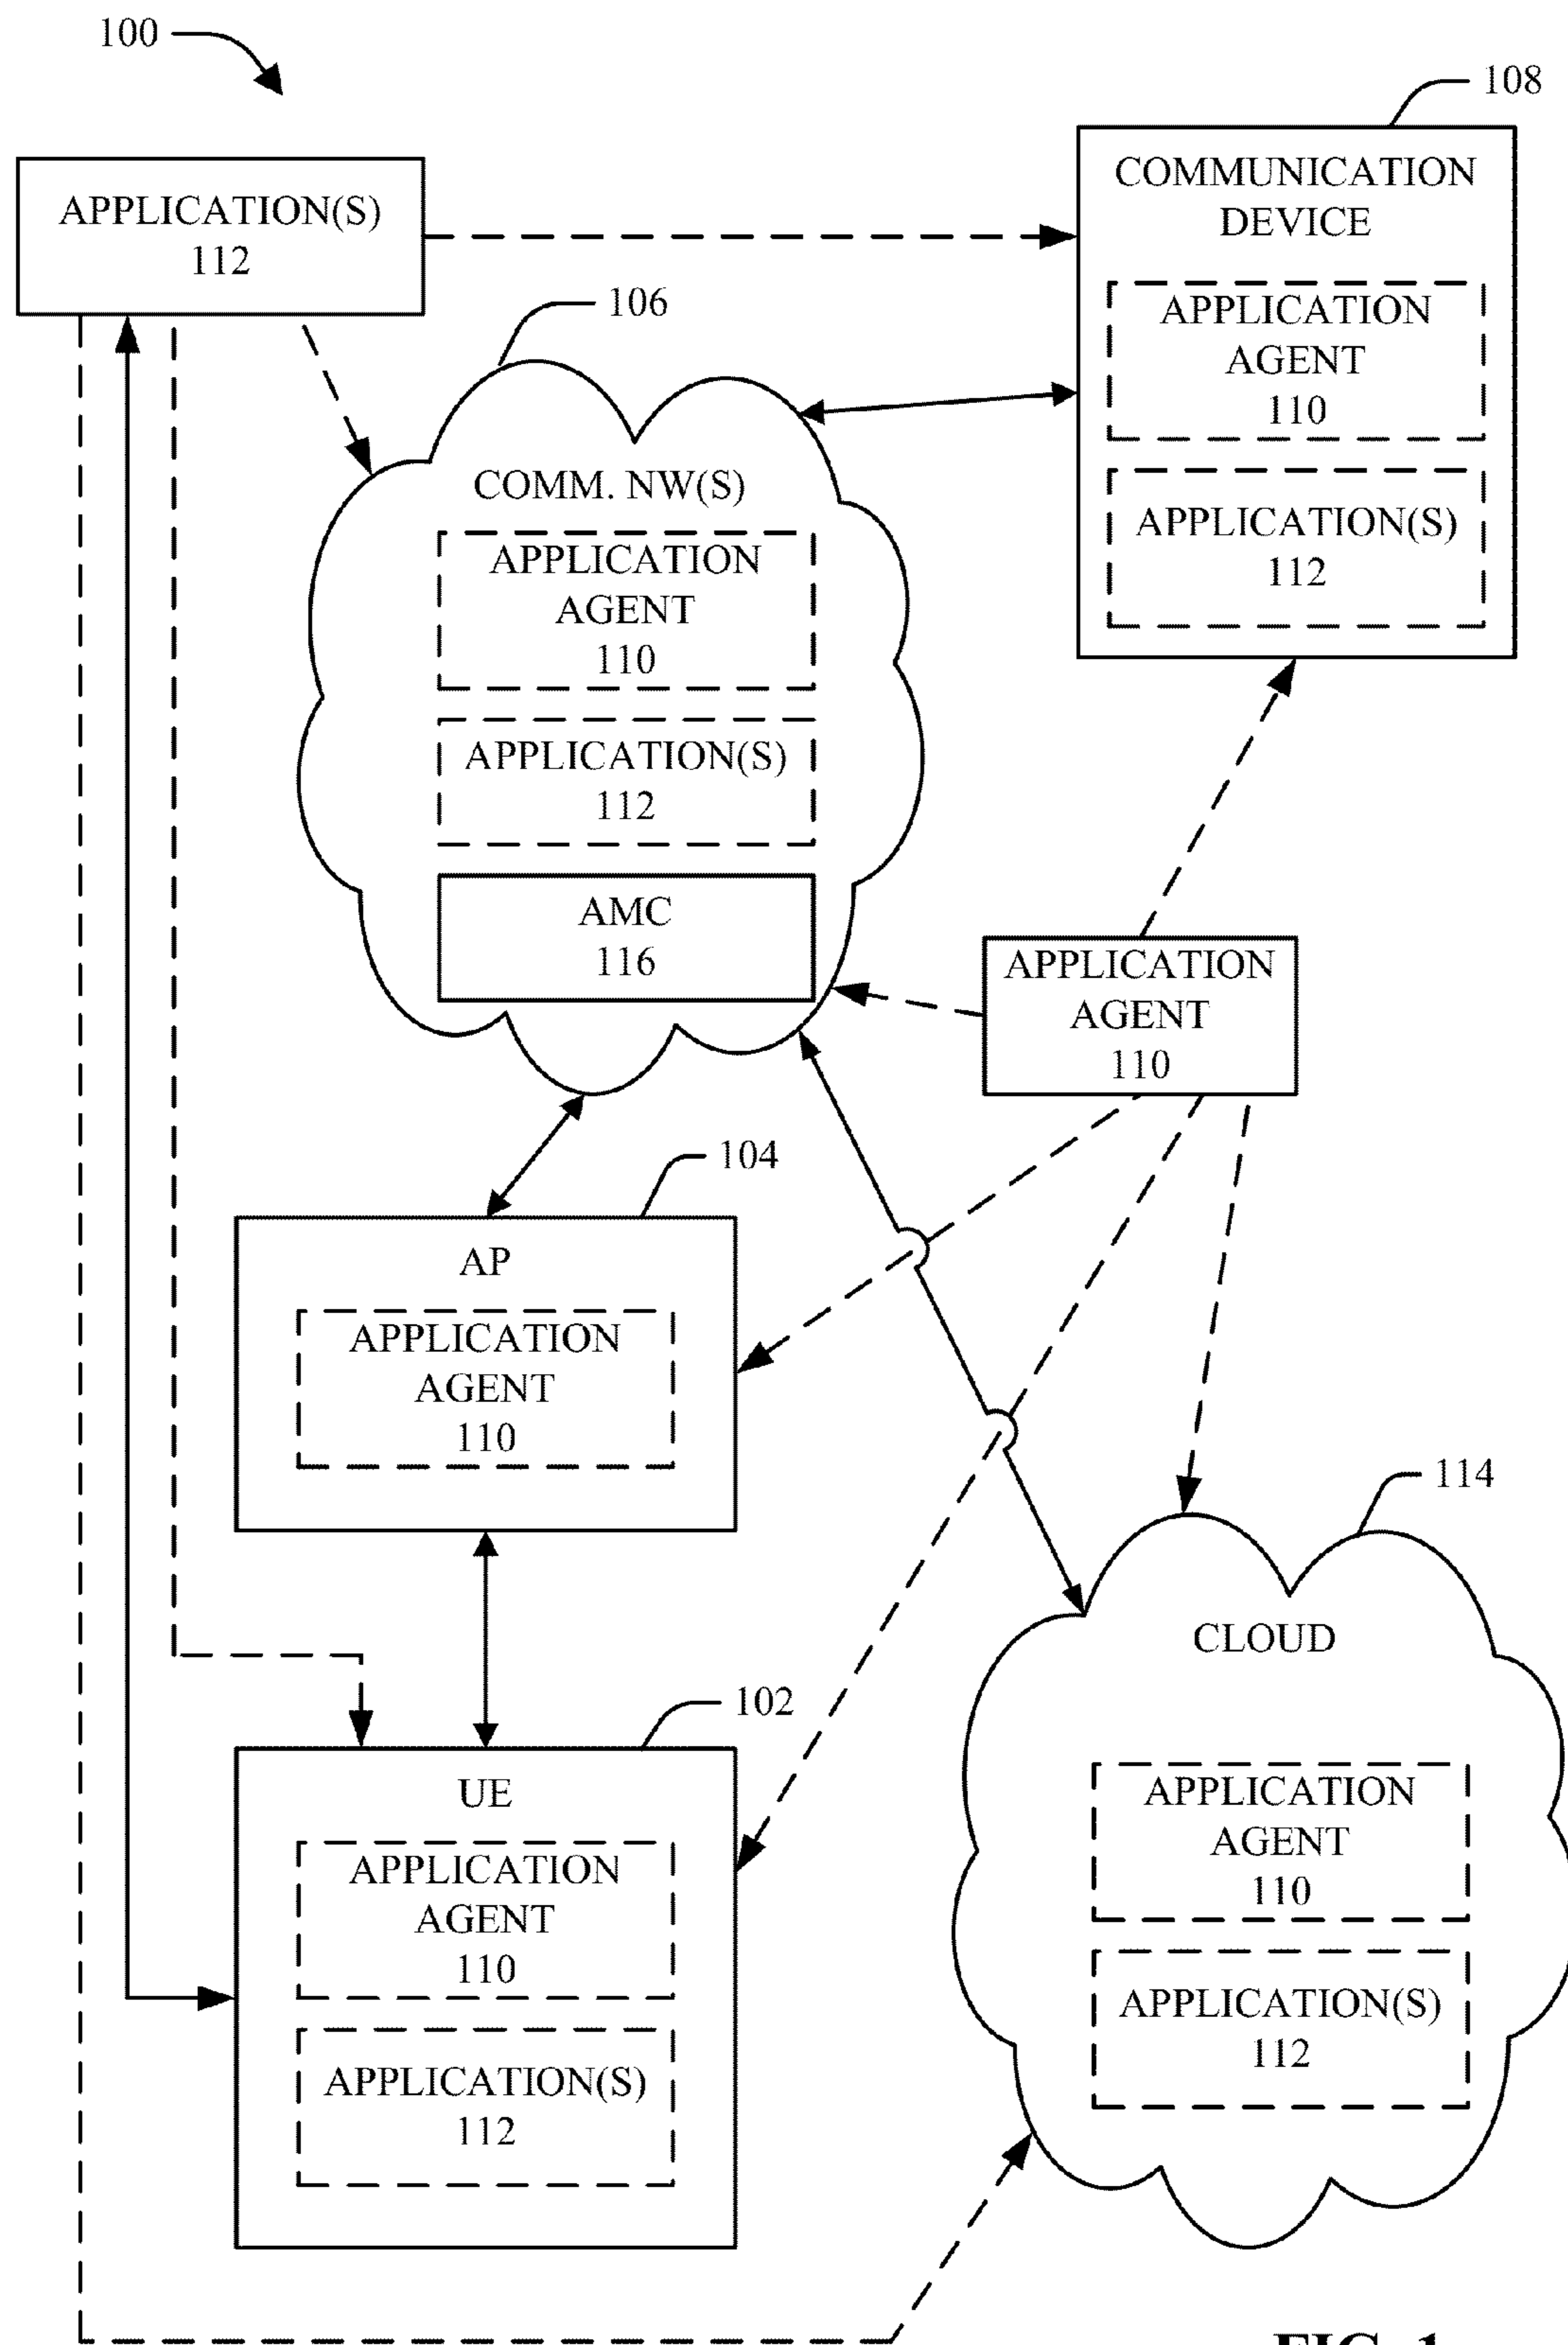 100
108
APPLICATION(S)
112
COMMUNICATION
DEVICE
APPLICATION
AGENT
110
APPLICATION(S)
112
106
COMM. NW(S)
APPLICATION
AGENT
110
APPLICATION(S)
112
AMC
116
APPLICATION
AGENT
110
104
AP
APPLICATION
AGENT
110
114
CLOUD
APPLICATION
AGENT
110
APPLICATION(S)
112
102
UE
APPLICATION
AGENT
110
APPLICATION(S)
112
FIG. 1